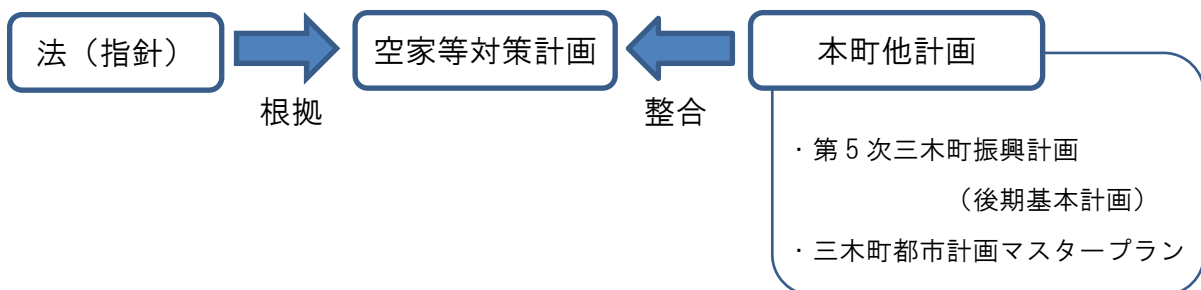 法（指針）
根拠
空家等対策計画
整合
本町他計画
・第５次三木町振興計画
（後期基本計画）
・三木町都市計画マスタープラン